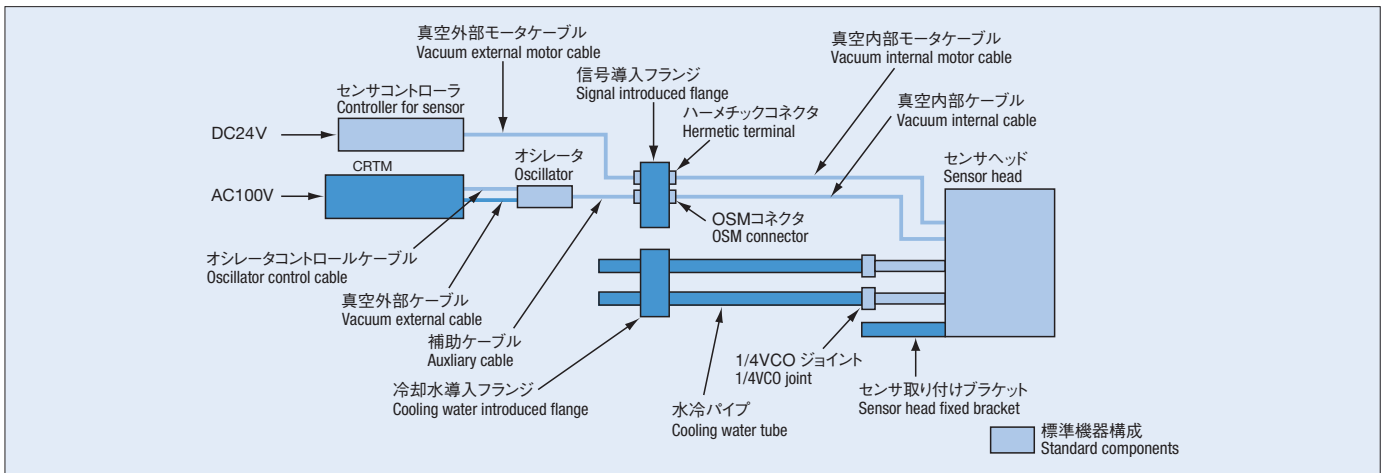 真空外部モータケーブル
Vacuum external motor cable
真空内部モータケーブル
Vacuum internal motor cable
信号導入フランジ
Signal introduced flange
センサコントローラ
Controller for sensor
ハーメチックコネクタ
Hermetic terminal
真空内部ケーブル
Vacuum internal cable
DC24V
CRTM
オシレータ
Oscillator
センサヘッド
Sensor head
AC100V
OSMコネクタ
OSM connector
オシレータコントロールケーブル
Oscillator control cable
真空外部ケーブル
Vacuum external cable
補助ケーブル
Auxliary cable
1/4VCO ジョイント
1/4VCO joint
冷却水導入フランジ
Cooling water introduced flange
水冷パイプ
Cooling water tube
センサ取り付けブラケット
Sensor head fixed bracket
標準機器構成
Standard components